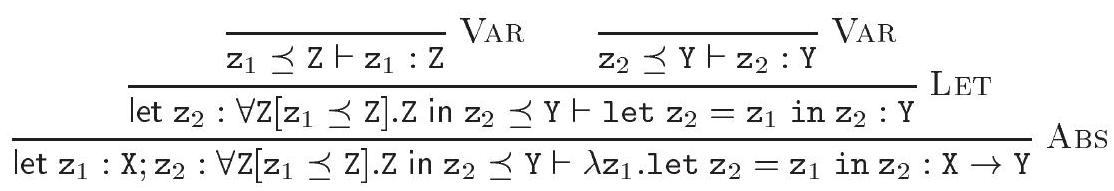 z₁ ⪯ Z ⊢ z₁ : Z VAR z₂ ⪯ Y ⊢ z₂ : Y VAR
let z₂ : ∀Z[z₁ ⪯ Z].Z in z₂ ⪯ Y ⊢ let z₂ = z₁ in z₂ : Y LET
let z₁ : X; z₂ : ∀Z[z₁ ⪯ Z].Z in z₂ ⪯ Y ⊢ λz₁.let z₂ = z₁ in z₂ : X → Y ABS